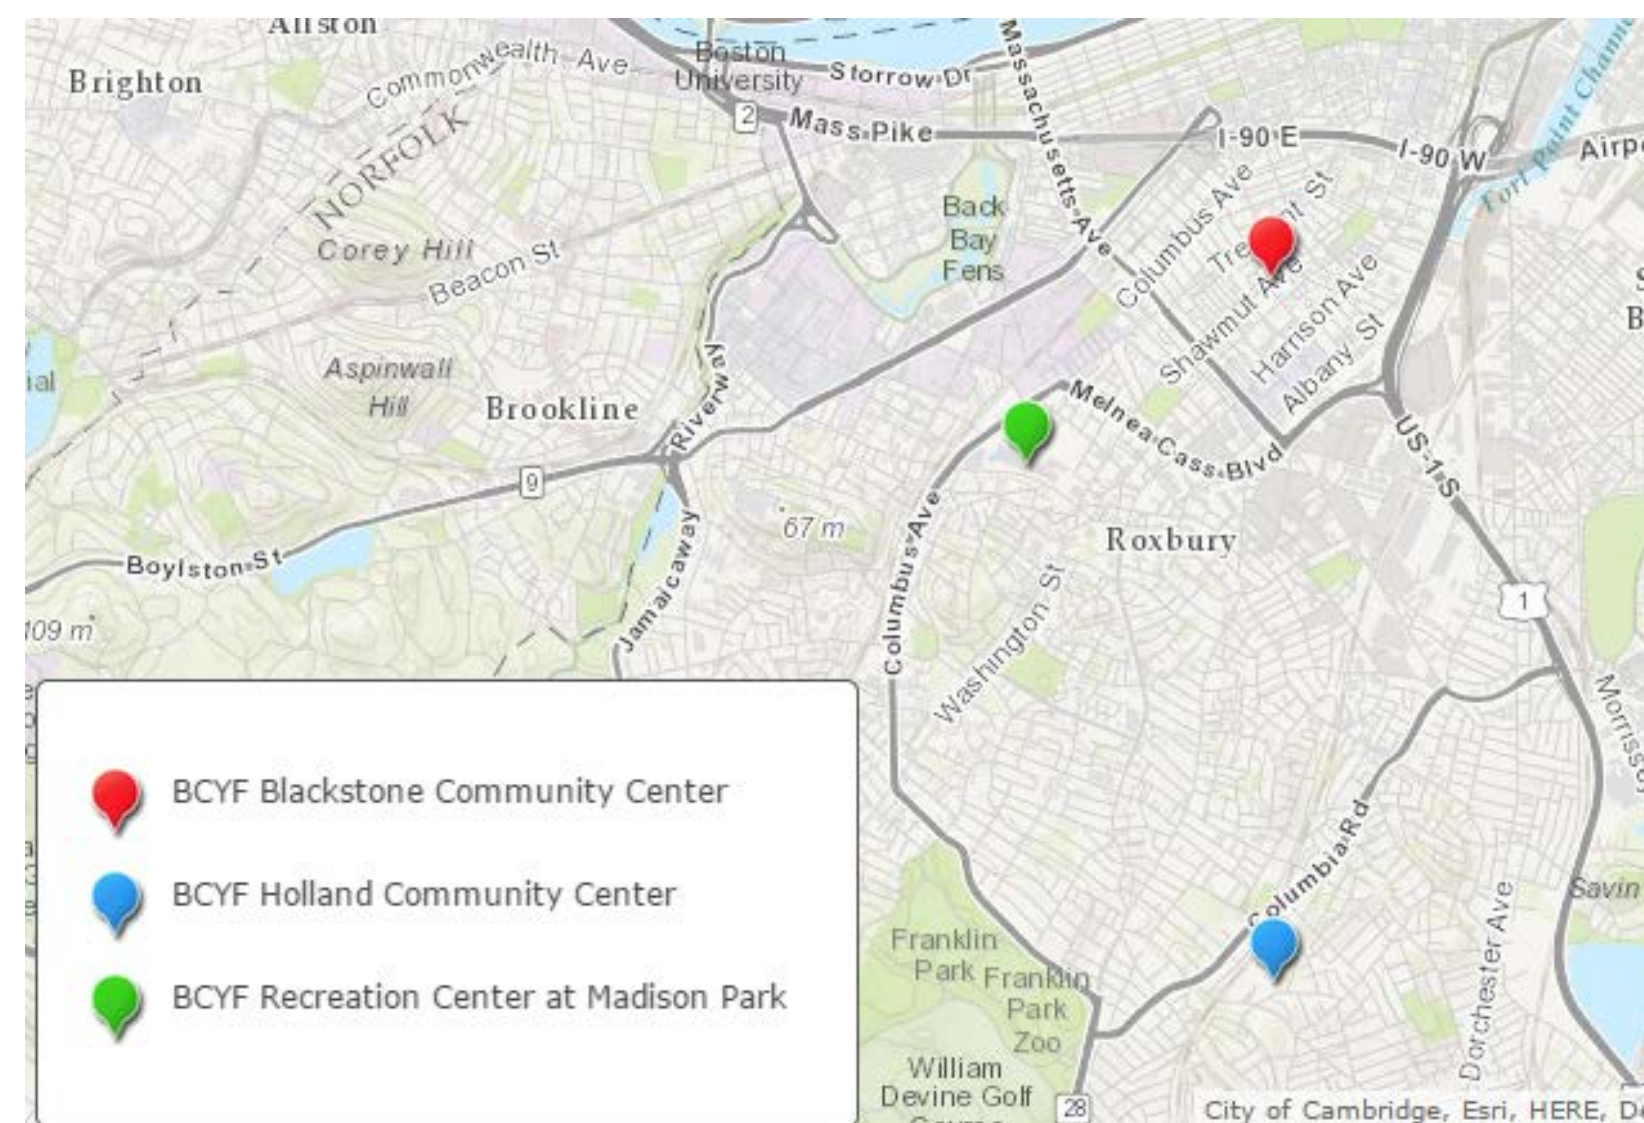 Allston
Brighton
Commonwealth Ave
Boston
University
Storrow Dr
Massachusetts Ave
2
Mass Pike
I-90 E
I-90 W
Fort Point Channel
NORFOLK
Corey Hill
Beacon St
Back
Bay
Fens
Columbus Ave
Tremont St
Shawmut Ave
Harrison Ave
Albany St
ial
Aspinwall
Hill
Brookline
Riverway
Melnea Cass Blvd
US-1 S
9
67 m
Roxbury
Boylston St
Jamaicaway
Columbus Ave
Washington St
1
109 m
BCYF Blackstone Community Center
BCYF Holland Community Center
BCYF Recreation Center at Madison Park
Columbia Rd
Savin
Dorchester Ave
Franklin
Park
Franklin
Park
Zoo
William
Devine Golf
28
City of Cambridge, Esri, HERE,